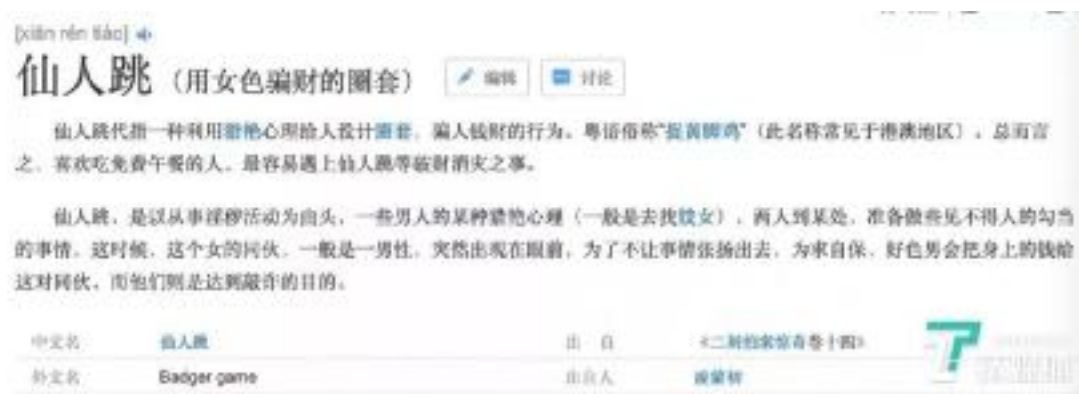 [xiān rén tiào]
仙人跳 (用女色骗财的圈套) 编辑 讨论
仙人跳代指一种利用猎艳心理给人设计圈套,骗人钱财的行为。粤语俗称“捉黄脚鸡”(此名称常见于港澳地区)。总而言
之,喜欢吃免费午餐的人,最容易遇上仙人跳等破财消灾之事。
仙人跳,是以从事淫秽活动为由头,一些男人的某种猎艳心理(一般是去找妓女),两人到某处,准备做些见不得人的勾当
的事情。这时候,这个女的同伙,一般是一男性,突然出现在眼前,为了不让事情张扬出去,为求自保,好色男会把身上的钱给
这对同伙,而他们则是达到敲诈的目的。
中文名 仙人跳 出自 《二刻拍案惊奇卷十四》
外文名 Badger game 出自人 凌蒙初